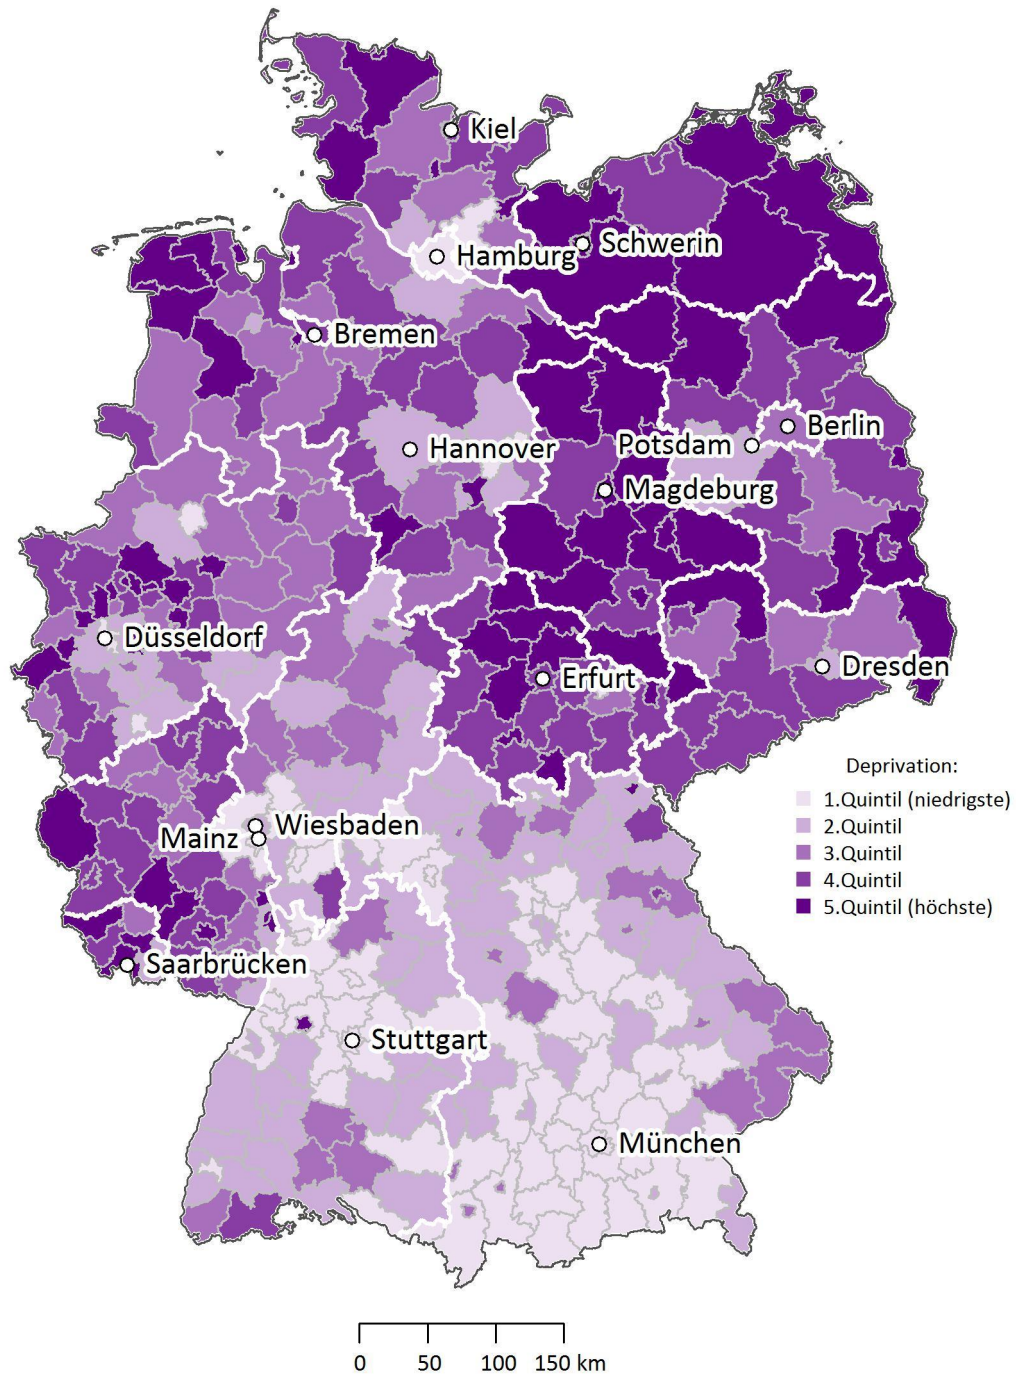 Kiel
Schwerin
Hamburg
Bremen
Berlin
Hannover
Potsdam
Magdeburg
Düsseldorf
Dresden
Erfurt
Deprivation:
1.Quintil (niedrigste)
2.Quintil
3.Quintil
4.Quintil
5.Quintil (höchste)
Wiesbaden
Mainz
Saarbrücken
Stuttgart
München
0 50 100 150 km